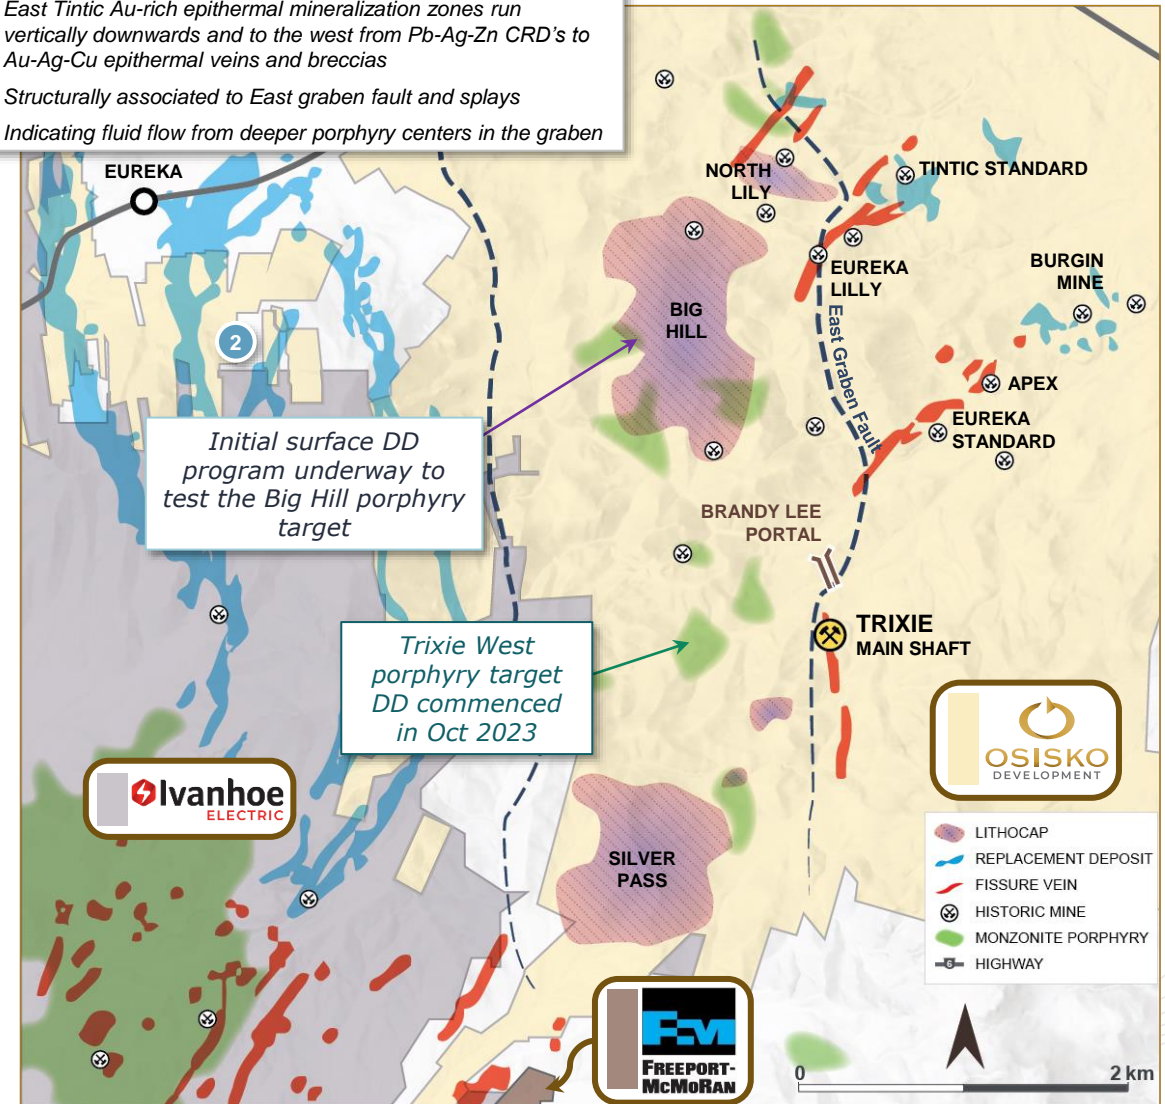 East Tintic Au-rich epithermal mineralization zones run
vertically downwards and to the west from Pb-Ag-Zn CRD's to
Au-Ag-Cu epithermal veins and breccias
Structurally associated to East graben fault and splays
Indicating fluid flow from deeper porphyry centers in the graben
EUREKA
NORTH
LILY
TINTIC STANDARD
EUREKA
LILLY
BURGIN
MINE
BIG
HILL
East Graben Fault
2
APEX
EUREKA
STANDARD
Initial surface DD
program underway to
test the Big Hill porphyry
target
BRANDY LEE
PORTAL
TRIXIE
MAIN SHAFT
Trixie West
porphyry target
DD commenced
in Oct 2023
OSISKO
DEVELOPMENT
Ivanhoe
ELECTRIC
SILVER
PASS
LITHOCAP
REPLACEMENT DEPOSIT
FISSURE VEIN
HISTORIC MINE
MONZONITE PORPHYRY
6
HIGHWAY
FM
FREEPORT-
MCMORAN
0
2 km